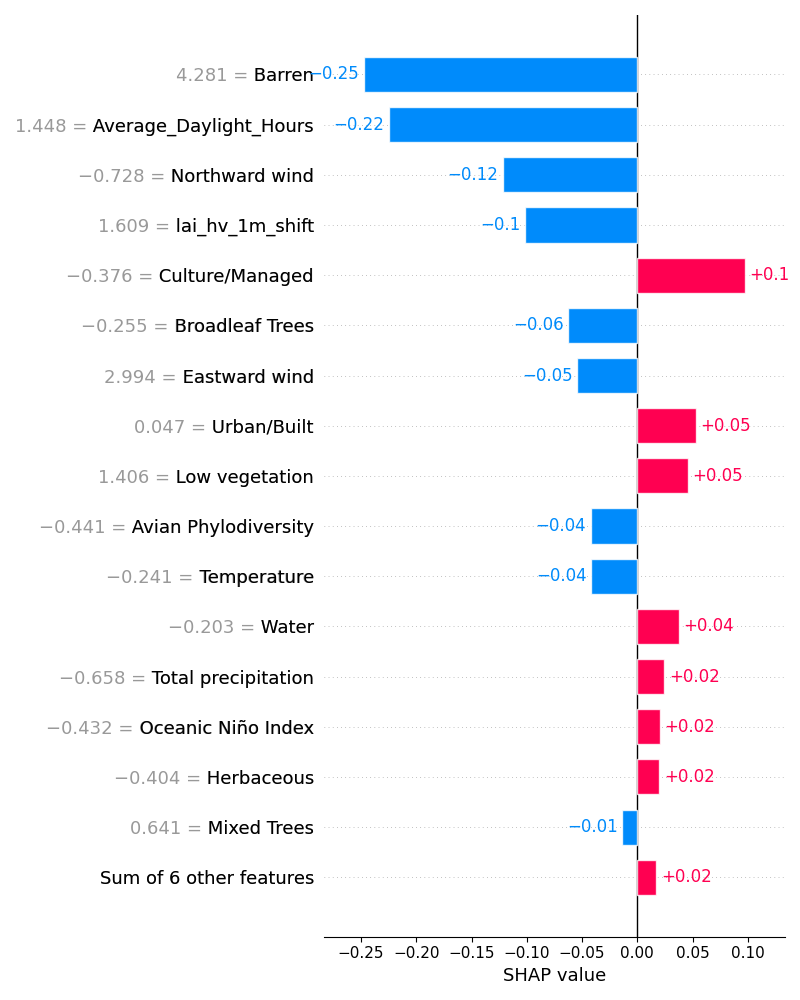 4.281 = Barren −0.25
1.448 = Average_Daylight_Hours −0.22
−0.728 = Northward wind −0.12
1.609 = lai_hv_1m_shift −0.1
−0.376 = Culture/Managed +0.1
−0.255 = Broadleaf Trees −0.06
2.994 = Eastward wind −0.05
0.047 = Urban/Built +0.05
1.406 = Low vegetation +0.05
−0.441 = Avian Phylodiversity −0.04
−0.241 = Temperature −0.04
−0.203 = Water +0.04
−0.658 = Total precipitation +0.02
−0.432 = Oceanic Niño Index +0.02
−0.404 = Herbaceous +0.02
0.641 = Mixed Trees −0.01
Sum of 6 other features +0.02
−0.25 −0.20 −0.15 −0.10 −0.05 0.00 0.05 0.10
SHAP value